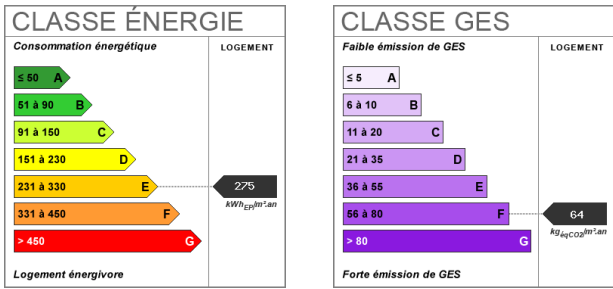 CLASSE ÉNERGIE
Consommation énergétique
LOGEMENT
≤ 50 A
51 à 90 B
91 à 150 C
151 à 230 D
231 à 330 E
275
kWhEP/m².an
331 à 450 F
> 450 G
Logement énergivore
CLASSE GES
Faible émission de GES
LOGEMENT
≤ 5 A
6 à 10 B
11 à 20 C
21 à 35 D
36 à 55 E
56 à 80 F
64
kgéqCO2/m².an
> 80 G
Forte émission de GES